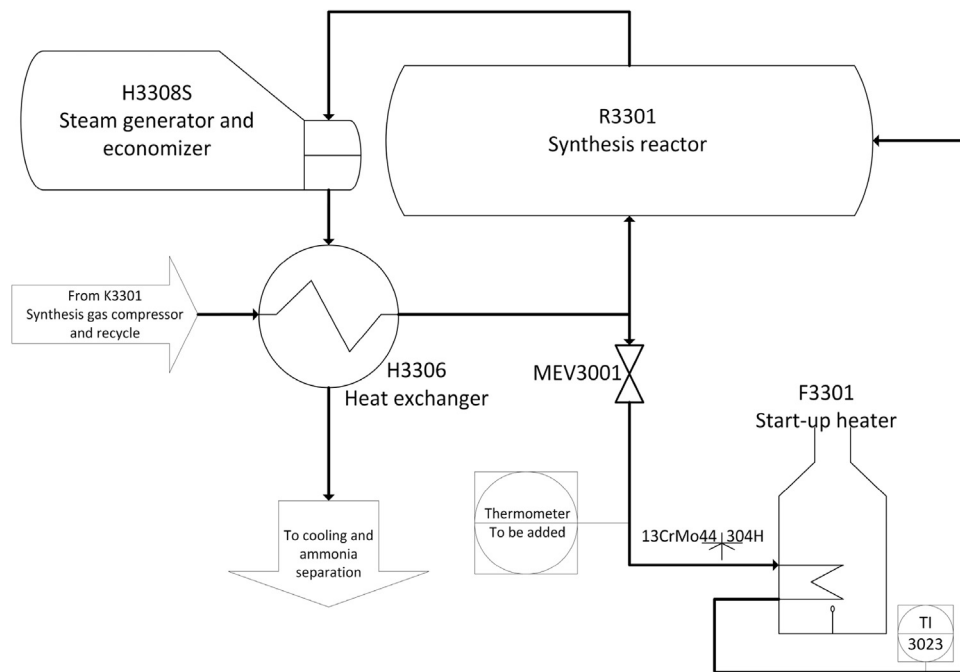 H3308S
Steam generator and
economizer
R3301
Synthesis reactor
From K3301
Synthesis gas compressor
and recycle
H3306
Heat exchanger
MEV3001
F3301
Start-up heater
Thermometer
To be added
13CrMo44 304H
To cooling and
ammonia
separation
TI
3023